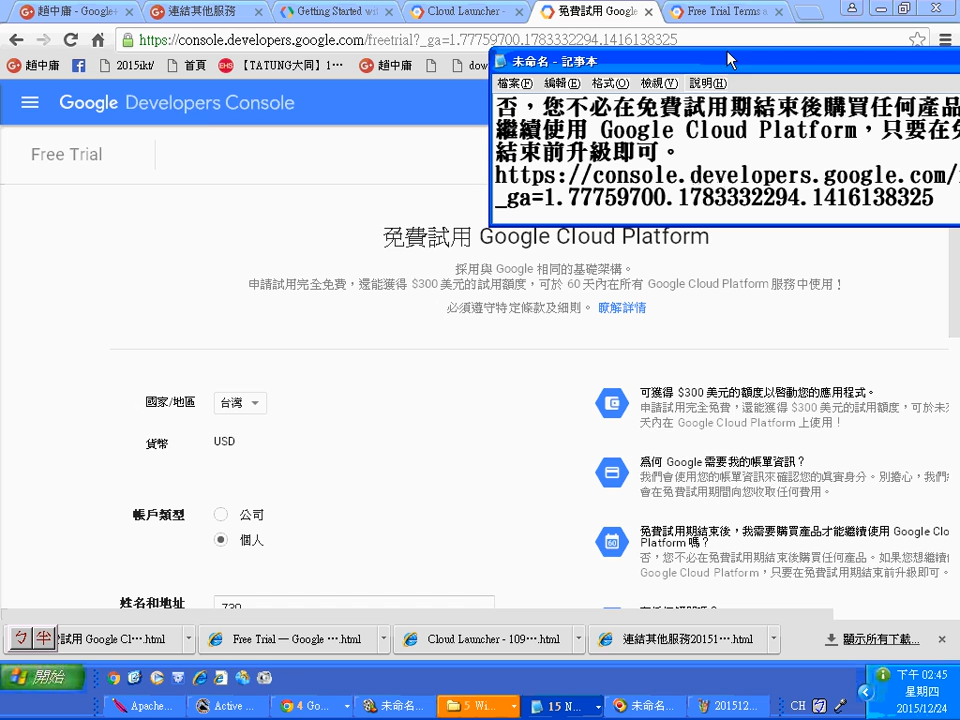 趙中庸 - Google+
連結其他服務
Getting Started wit
Cloud Launcher -
免費試用 Google
Free Trial Terms a
https://console.developers.google.com/freetrial?_ga=1.77759700.1783332294.1416138325
趙中庸
2015ikt/
首頁
EHS
【TATUNG大同】1…
趙中庸
dow
未命名 - 記事本
檔案(F) 編輯(E) 格式(O) 檢視(V) 說明(H)
否，您不必在免費試用期結束後購買任何產品
繼續使用 Google Cloud Platform，只要在免
結束前升級即可。
https://console.developers.google.com/
_ga=1.77759700.1783332294.1416138325
Google Developers Console
Free Trial
免費試用 Google Cloud Platform
採用與 Google 相同的基礎架構。
申請試用完全免費，還能獲得 $300 美元的試用額度，可於 60 天內在所有 Google Cloud Platform 服務中使用！
必須遵守特定條款及細則。 瞭解詳情
國家/地區
台灣
貨幣
USD
帳戶類型
公司
個人
姓名和地址
730
可獲得 $300 美元的額度以啓動您的應用程式。
申請試用完全免費，還能獲得 $300 美元的試用額度，可於未來
天內在 Google Cloud Platform 上使用！
爲何 Google 需要我的帳單資訊？
我們會使用您的帳單資訊來確認您的真實身分。別擔心，我們
會在免費試用期間向您收取任何費用。
60
免費試用期結束後，我需要購買產品才能繼續使用 Google Clo
Platform 嗎？
否，您不必在免費試用期結束後購買任何產品。如果您想繼續使
Google Cloud Platform，只要在免費試用期結束前升級即可。
ㄅ 半
試用 Google Cl….html
Free Trial — Google ….html
Cloud Launcher - 109….html
連結其他服務20151….html
顯示所有下載...
開始
Apache...
Active ...
4 Go...
未命名...
5 Wi...
15 N...
未命名...
201512...
CH
下午 02:45
星期四
2015/12/24